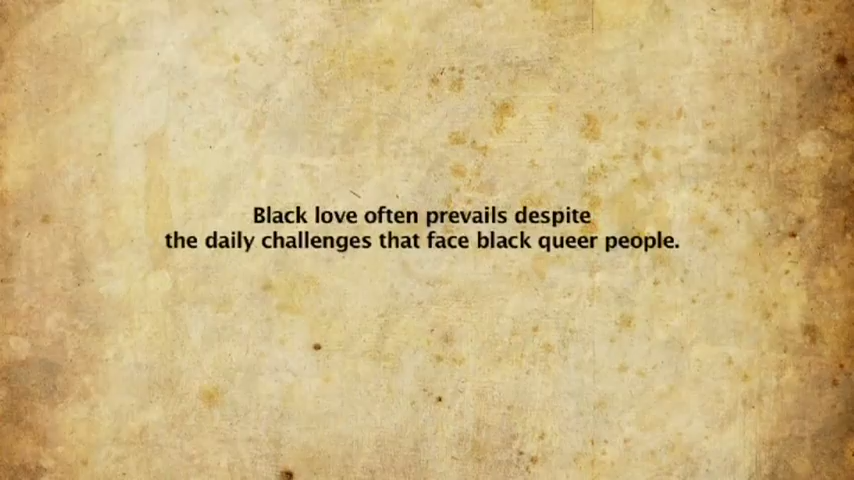 Black love often prevails despite
the daily challenges that face black queer people.